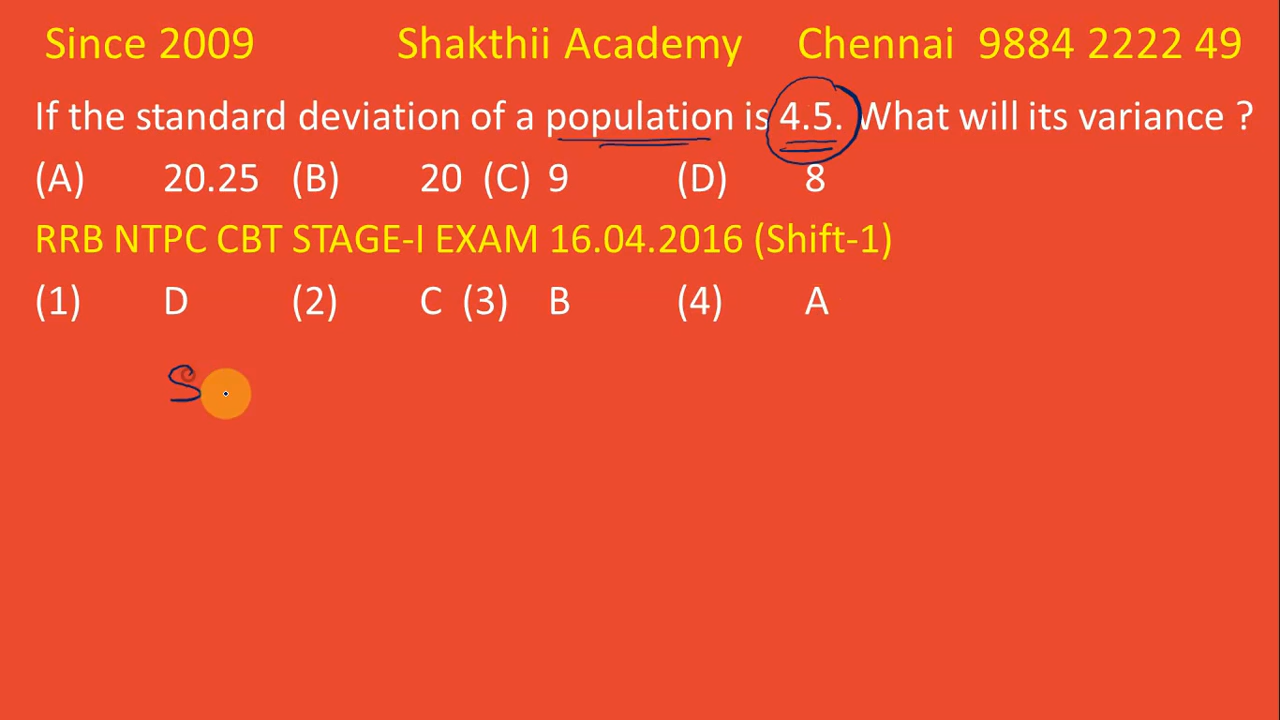 Since 2009 Shakthii Academy Chennai 9884 2222 49
If the standard deviation of a population is 4.5. What will its variance ?
(A) 20.25 (B) 20 (C) 9 (D) 8
RRB NTPC CBT STAGE-I EXAM 16.04.2016 (Shift-1)
(1) D (2) C (3) B (4) A
S